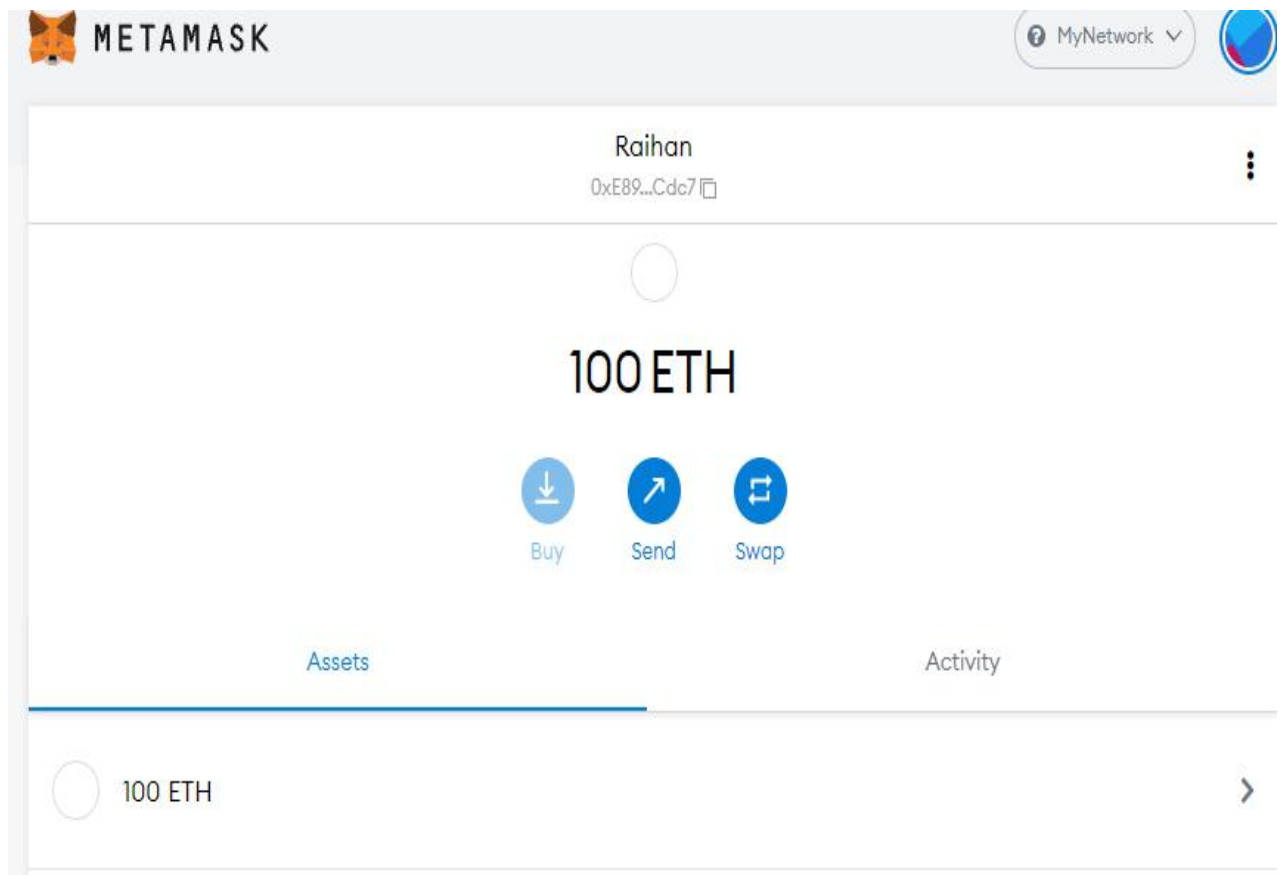 METAMASK
MyNetwork
Raihan
0xE89...Cdc7
100 ETH
Buy Send Swap
Assets Activity
100 ETH